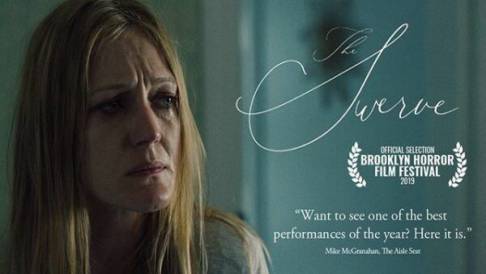 The
Swerve
OFFICIAL SELECTION
BROOKLYN HORROR
FILM FESTIVAL
2019
“Want to see one of the best
performances of the year? Here it is.”
Mike McGranahan, The Aisle Seat